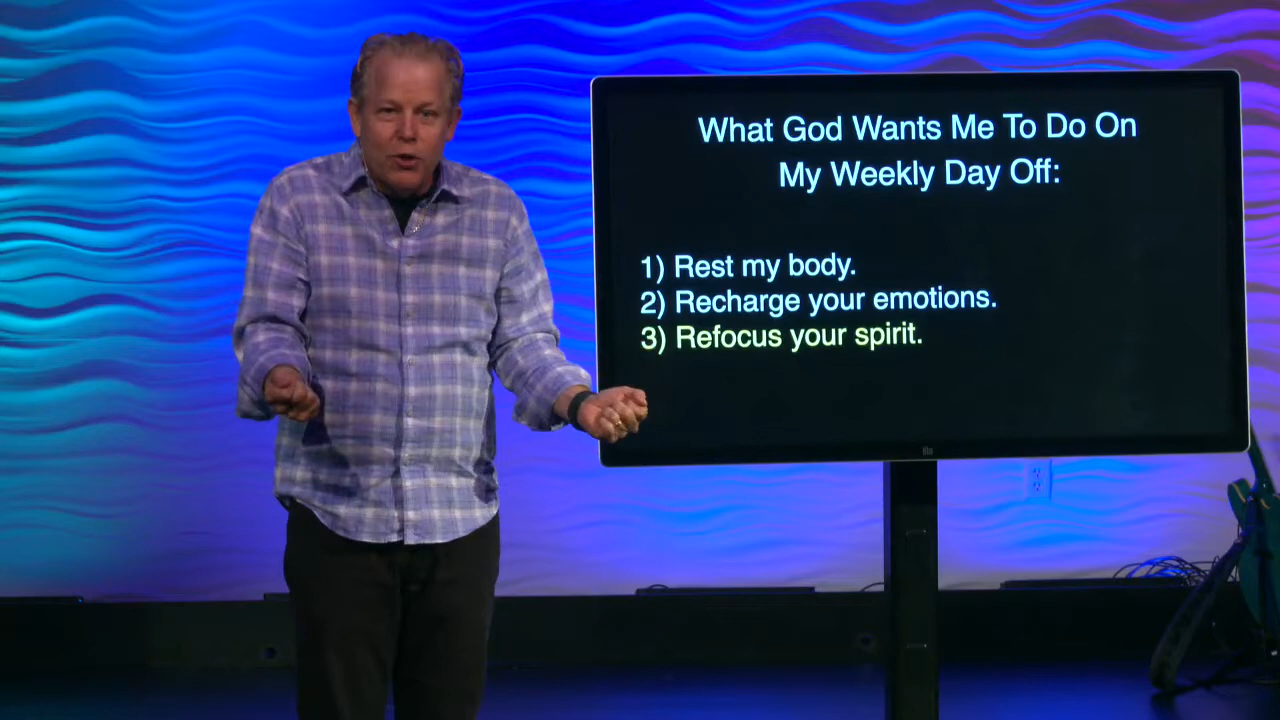 What God Wants Me To Do On
My Weekly Day Off:
1) Rest my body.
2) Recharge your emotions.
3) Refocus your spirit.
elo